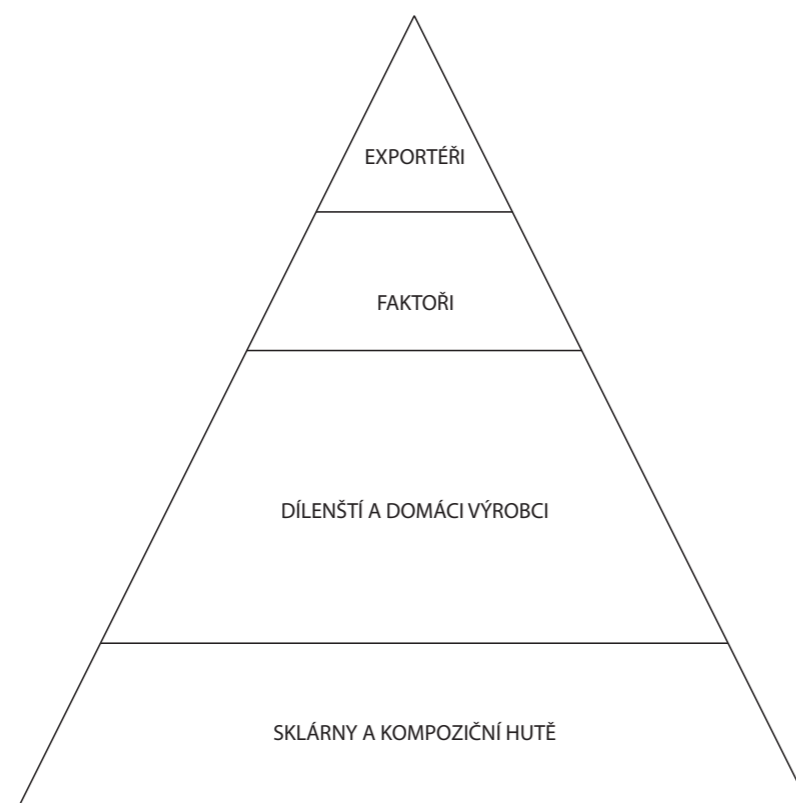 EXPORTÉŘI
FAKTOŘI
DÍLENŠTÍ A DOMÁCI VÝROBCI
SKLÁRNY A KOMPOZIČNÍ HUTĚ